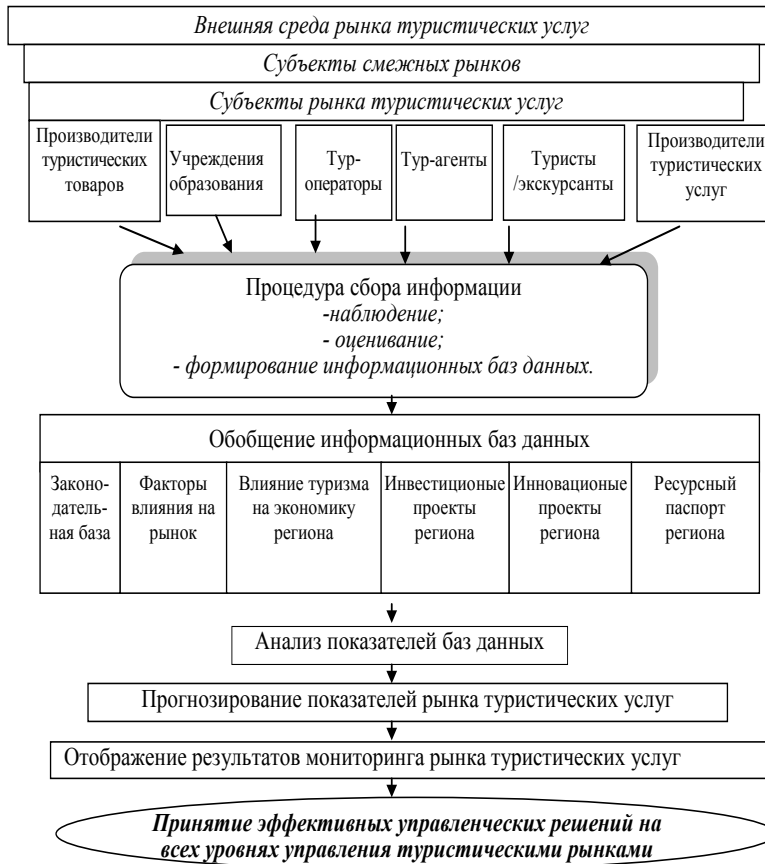 Внешняя среда рынка туристических услуг
Субъекты смежных рынков
Субъекты рынка туристических услуг
Производители
туристических
товаров
Учреждения
образования
Тур-
операторы
Тур-агенты
Туристы
/экскурсанты
Производители
туристических
услуг
Процедура сбора информации
-наблюдение;
- оценивание;
- формирование информационных баз данных.
Обобщение информационных баз данных
Законо-
датель-
ная база
Факторы
влияния на
рынок
Влияние туризма
на экономику
региона
Инвестиционые
проекты
региона
Инновационые
проекты
региона
Ресурсный
паспорт
региона
Анализ показателей баз данных
Прогнозирование показателей рынка туристических услуг
Отображение результатов мониторинга рынка туристических услуг
Принятие эффективных управленческих решений на
всех уровнях управления туристическими рынками